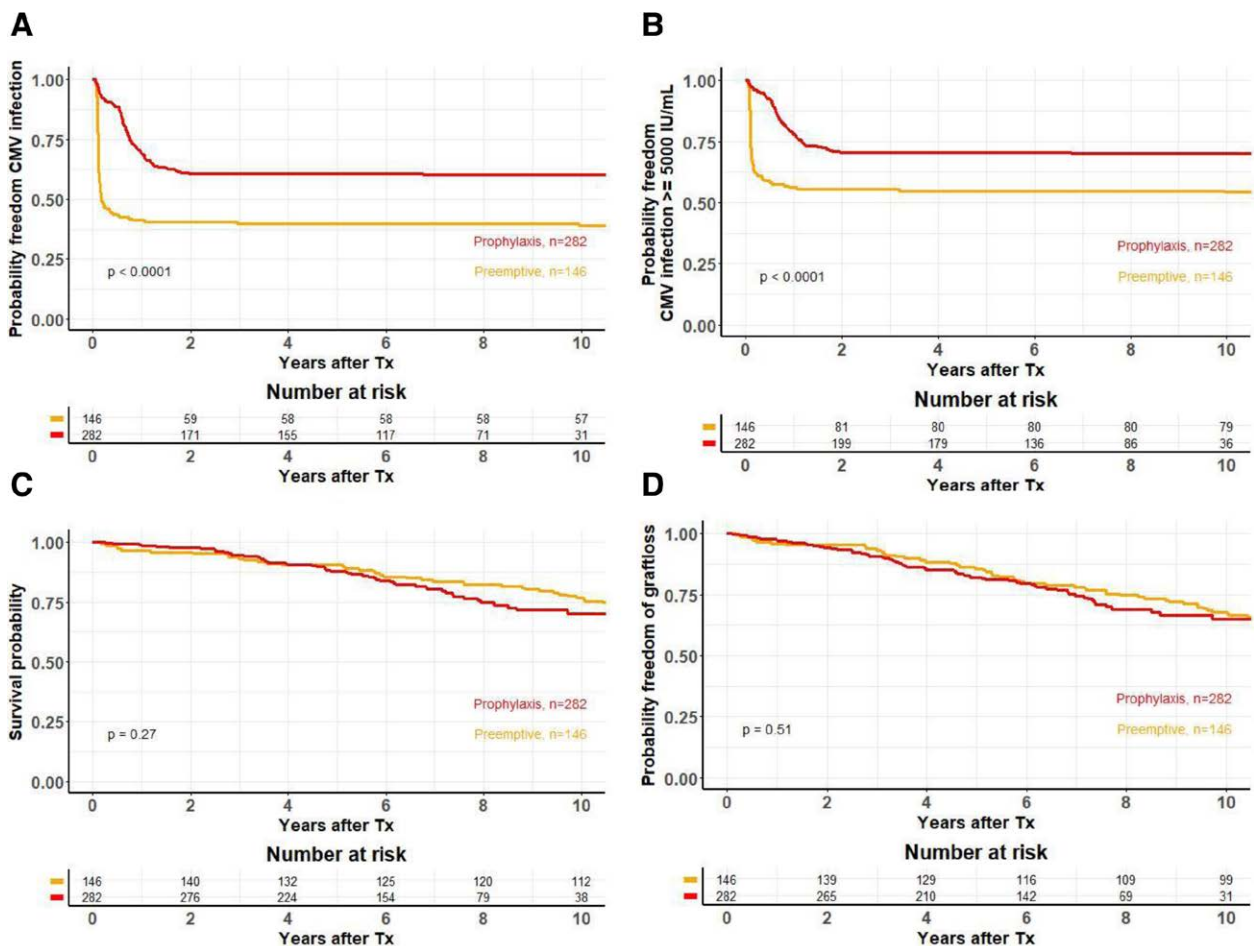 A
Probability freedom CMV infection
1.00
0.75
0.50
0.25
0.00
p < 0.0001
Prophylaxis, n=282
Preemptive, n=146
0 2 4 6 8 10
Years after Tx
Number at risk
146 59 58 58 58 57
282 171 155 117 71 31
0 2 4 6 8 10
Years after Tx
B
Probability freedom
CMV infection >= 5000 IU/mL
1.00
0.75
0.50
0.25
0.00
p < 0.0001
Prophylaxis, n=282
Preemptive, n=146
0 2 4 6 8 10
Years after Tx
Number at risk
146 81 80 80 80 79
282 199 179 136 86 36
0 2 4 6 8 10
Years after Tx
C
Survival probability
1.00
0.75
0.50
0.25
0.00
p = 0.27
Prophylaxis, n=282
Preemptive, n=146
0 2 4 6 8 10
Years after Tx
Number at risk
146 140 132 125 120 112
282 276 224 154 79 38
0 2 4 6 8 10
Years after Tx
D
Probability freedom of graftloss
1.00
0.75
0.50
0.25
0.00
p = 0.51
Prophylaxis, n=282
Preemptive, n=146
0 2 4 6 8 10
Years after Tx
Number at risk
146 139 129 116 109 99
282 265 210 142 69 31
0 2 4 6 8 10
Years after Tx